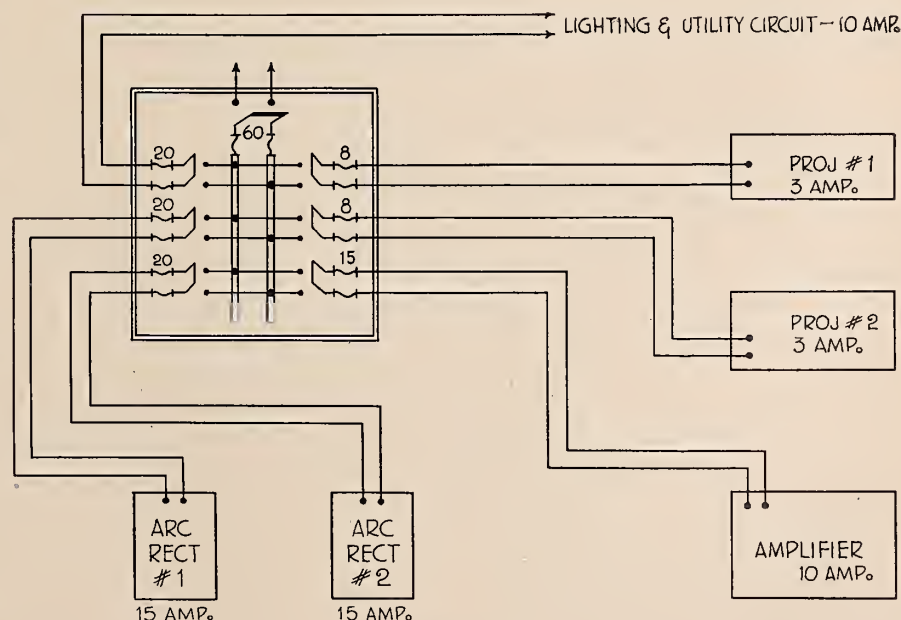 LIGHTING & UTILITY CIRCUIT - 10 AMP.
60
20
8
20
8
20
15
PROJ #1
3 AMP.
PROJ #2
3 AMP.
ARC
RECT
#1
15 AMP.
ARC
RECT
#2
15 AMP.
AMPLIFIER
10 AMP.